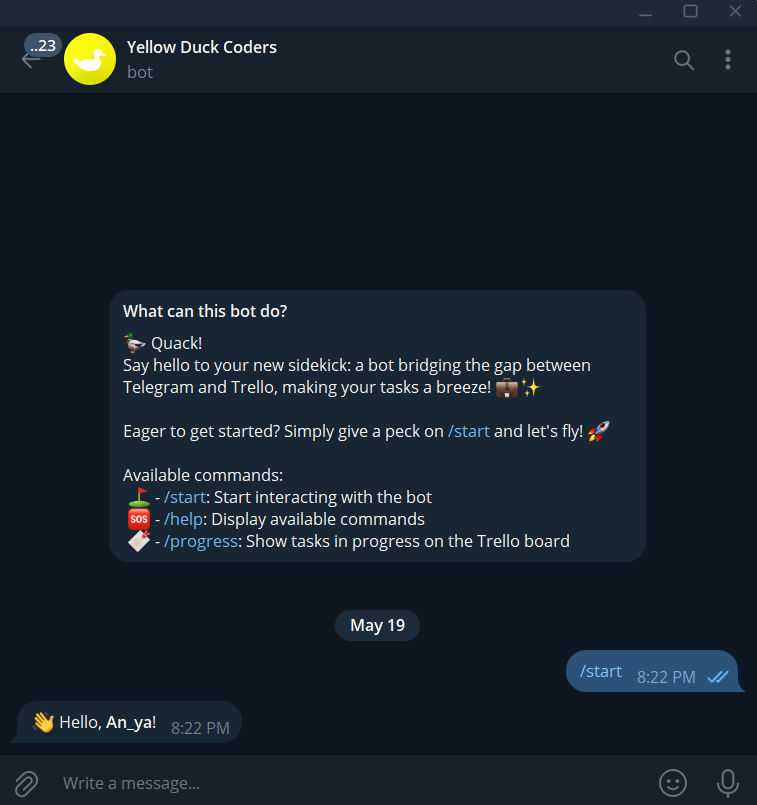 ..23
Yellow Duck Coders
bot
What can this bot do?
🦆 Quack!
Say hello to your new sidekick: a bot bridging the gap between
Telegram and Trello, making your tasks a breeze! 💼✨
Eager to get started? Simply give a peck on /start and let's fly! 🚀
Available commands:
⛳ - /start: Start interacting with the bot
🆘 - /help: Display available commands
- /progress: Show tasks in progress on the Trello board
May 19
/start 8:22 PM
👋 Hello, An_ya! 8:22 PM
Write a message...